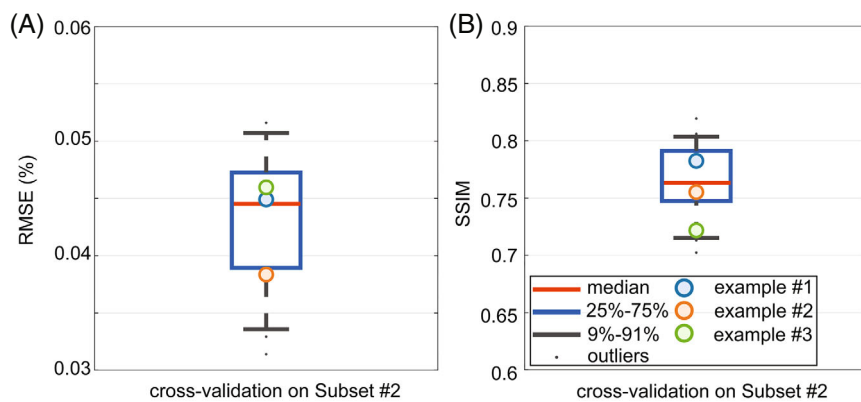 (A)
0.06
0.05
0.04
0.03
RMSE (%)
cross-validation on Subset #2
(B)
0.9
0.85
0.8
0.75
0.7
0.65
0.6
SSIM
median
25%-75%
9%-91%
outliers
example #1
example #2
example #3
cross-validation on Subset #2